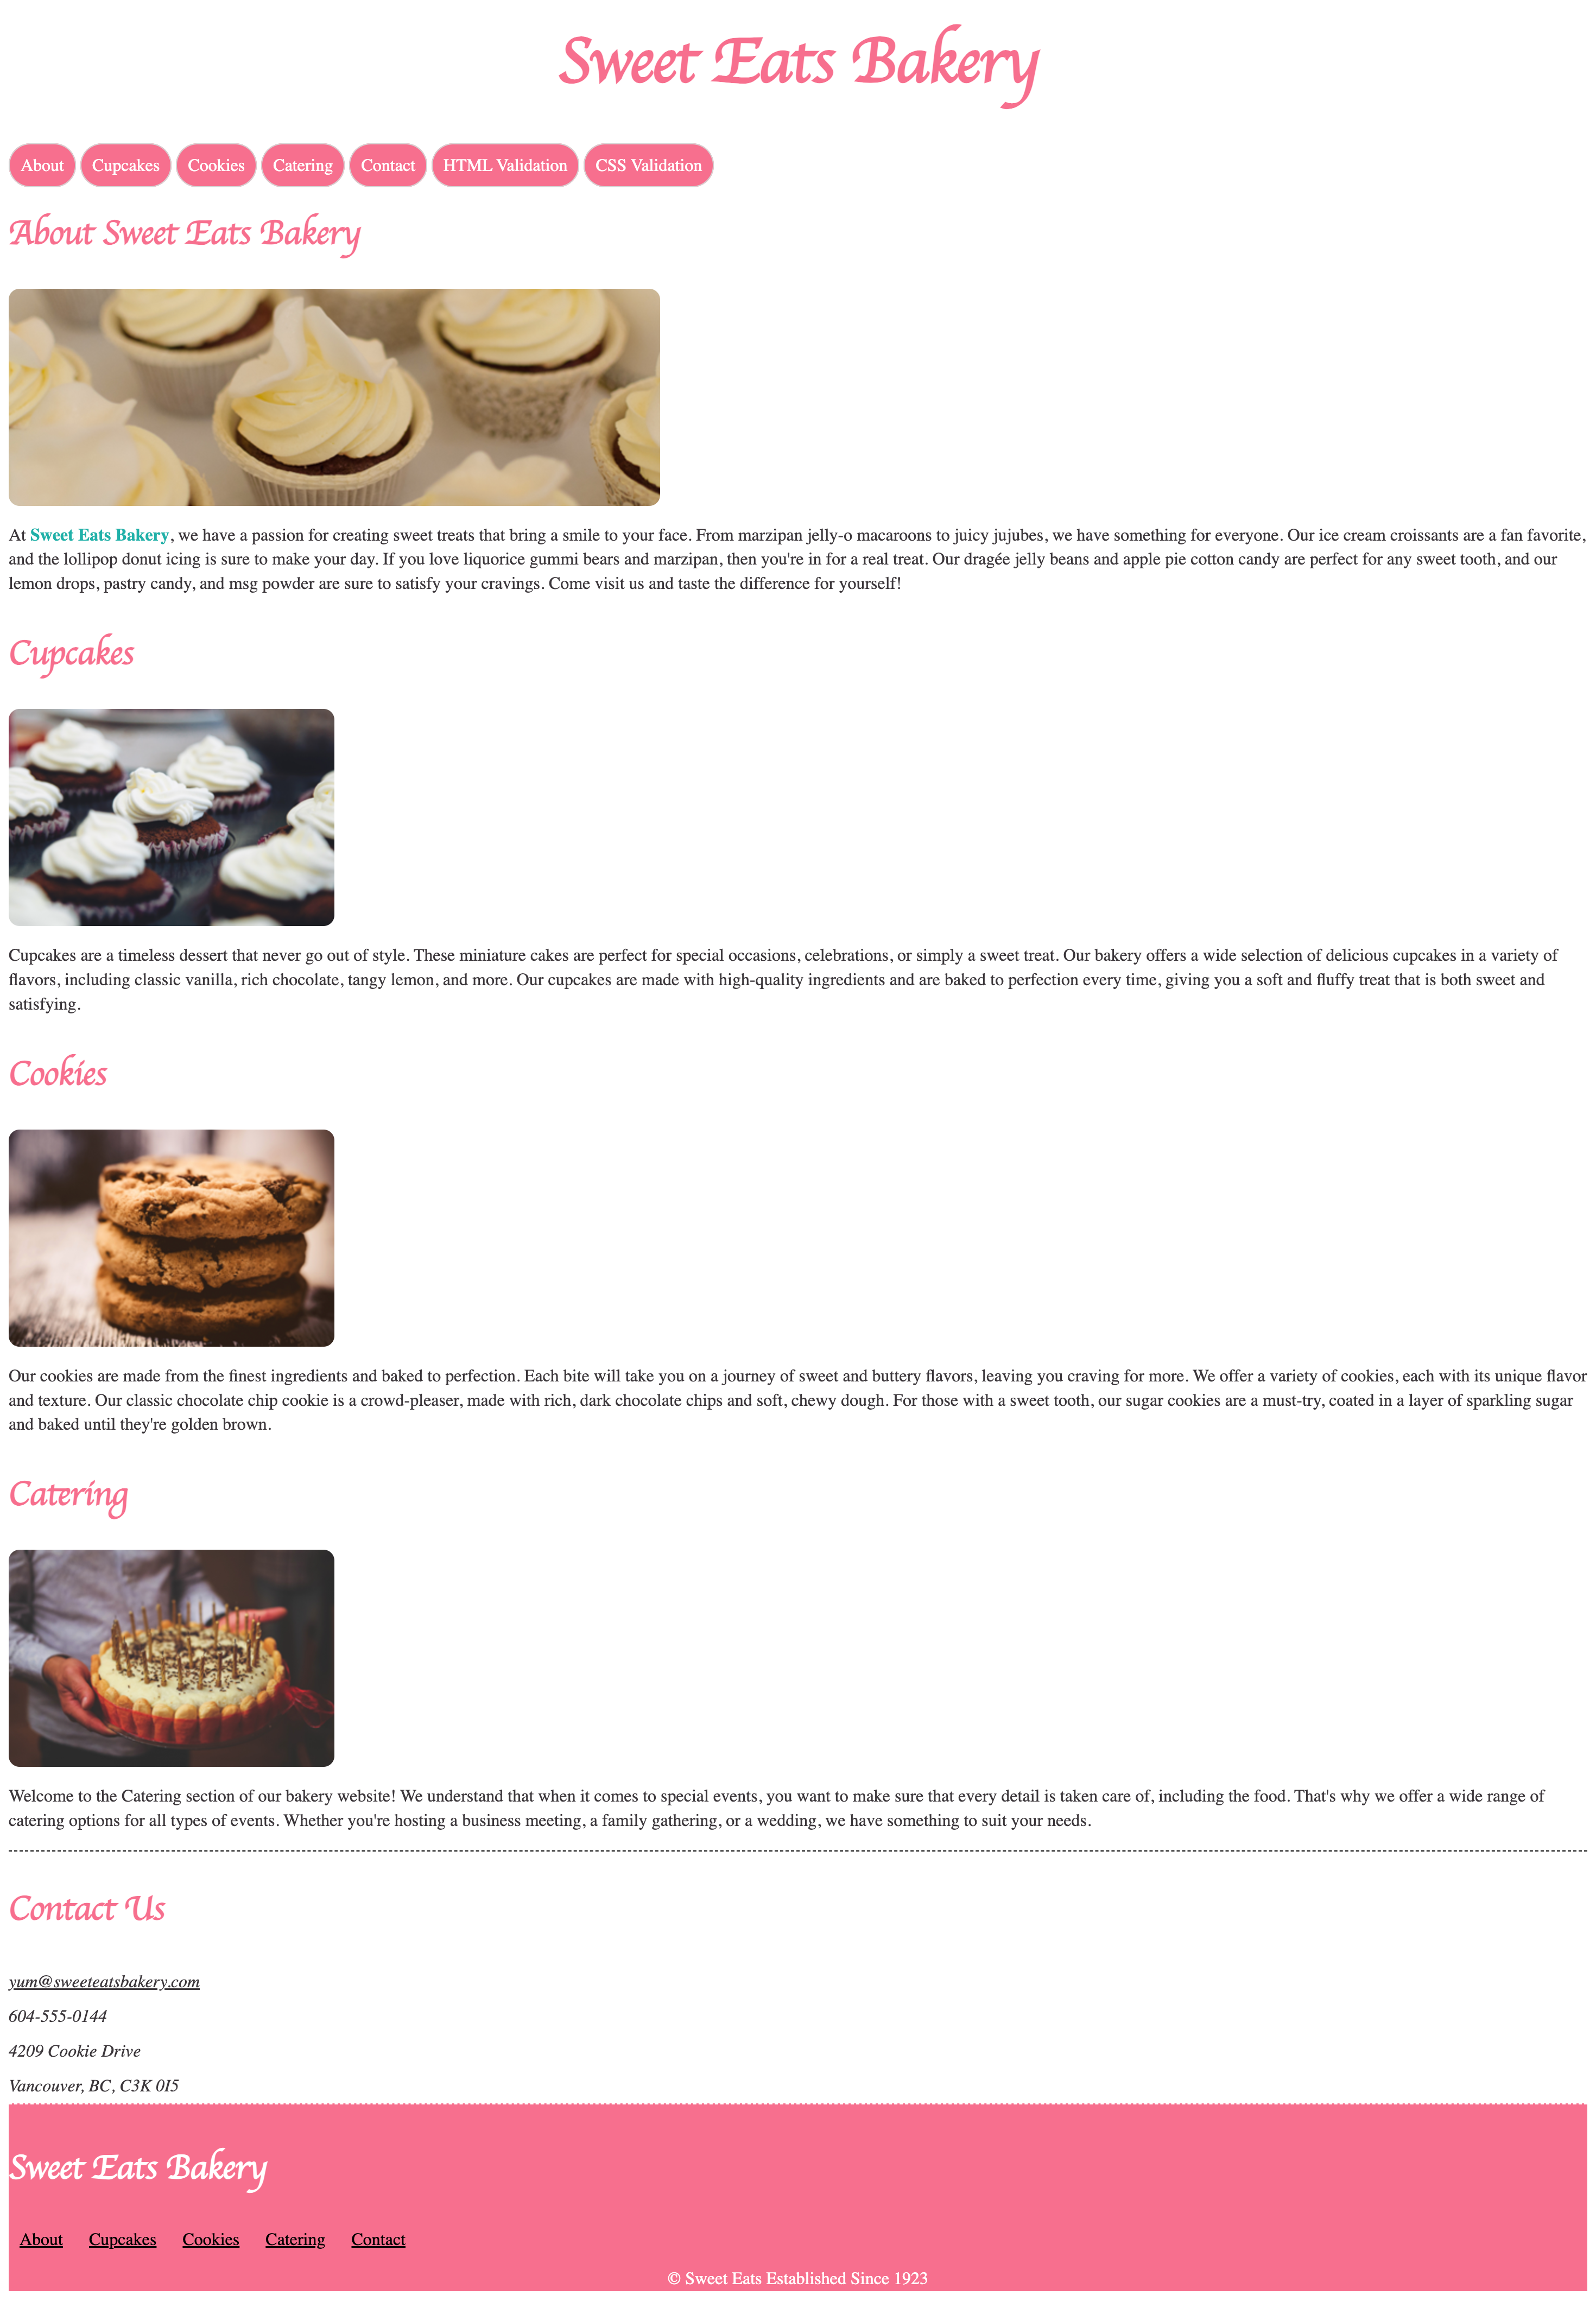 Sweet Eats Bakery
About Cupcakes Cookies Catering Contact HTML Validation CSS Validation
About Sweet Eats Bakery
At Sweet Eats Bakery, we have a passion for creating sweet treats that bring a smile to your face. From marzipan jelly-o macaroons to juicy jujubes, we have something for everyone. Our ice cream croissants are a fan favorite,
and the lollipop donut icing is sure to make your day. If you love liquorice gummi bears and marzipan, then you're in for a real treat. Our dragée jelly beans and apple pie cotton candy are perfect for any sweet tooth, and our
lemon drops, pastry candy, and msg powder are sure to satisfy your cravings. Come visit us and taste the difference for yourself!
Cupcakes
Cupcakes are a timeless dessert that never go out of style. These miniature cakes are perfect for special occasions, celebrations, or simply a sweet treat. Our bakery offers a wide selection of delicious cupcakes in a variety of
flavors, including classic vanilla, rich chocolate, tangy lemon, and more. Our cupcakes are made with high-quality ingredients and are baked to perfection every time, giving you a soft and fluffy treat that is both sweet and
satisfying.
Cookies
Our cookies are made from the finest ingredients and baked to perfection. Each bite will take you on a journey of sweet and buttery flavors, leaving you craving for more. We offer a variety of cookies, each with its unique flavor
and texture. Our classic chocolate chip cookie is a crowd-pleaser, made with rich, dark chocolate chips and soft, chewy dough. For those with a sweet tooth, our sugar cookies are a must-try, coated in a layer of sparkling sugar
and baked until they're golden brown.
Catering
Welcome to the Catering section of our bakery website! We understand that when it comes to special events, you want to make sure that every detail is taken care of, including the food. That's why we offer a wide range of
catering options for all types of events. Whether you're hosting a business meeting, a family gathering, or a wedding, we have something to suit your needs.
Contact Us
yum@sweeteatsbakery.com
604-555-0144
4209 Cookie Drive
Vancouver, BC, C3K 0I5
Sweet Eats Bakery
About Cupcakes Cookies Catering Contact
© Sweet Eats Established Since 1923